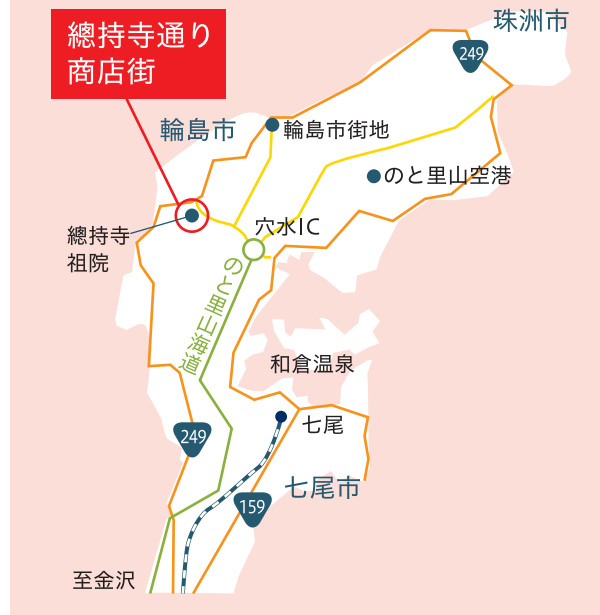 總持寺通り
商店街
珠洲市
249
輪島市
輪島市街地
のと里山空港
總持寺
祖院
穴水IC
のと里山海道
和倉温泉
七尾
249
七尾市
159
至金沢